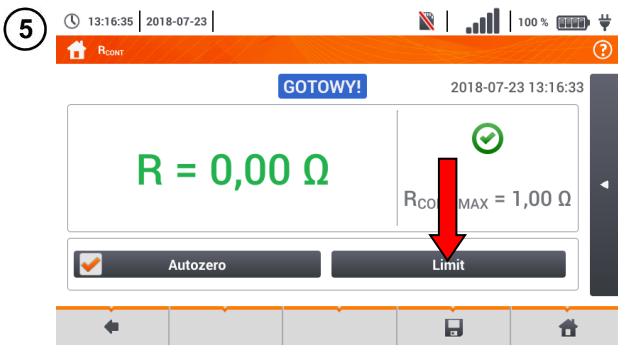 5
13:16:35 2018-07-23 100 %
RCONT
?
GOTOWY! 2018-07-23 13:16:33
R = 0,00 Ω
MAX = 1,00 Ω
Autozero Limit